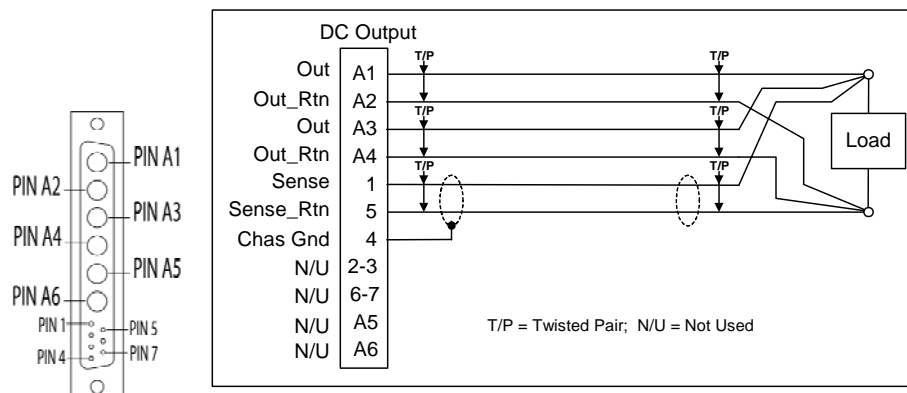 PIN A1
PIN A2
PIN A3
PIN A4
PIN A5
PIN A6
PIN 1
PIN 5
PIN 4
PIN 7
DC Output
T/P T/P
Out A1
Out_Rtn A2
T/P T/P
Out A3
Out_Rtn A4
T/P T/P
Sense 1
Sense_Rtn 5
Chas Gnd 4
N/U 2-3
N/U 6-7
N/U A5
N/U A6
Load
T/P = Twisted Pair; N/U = Not Used